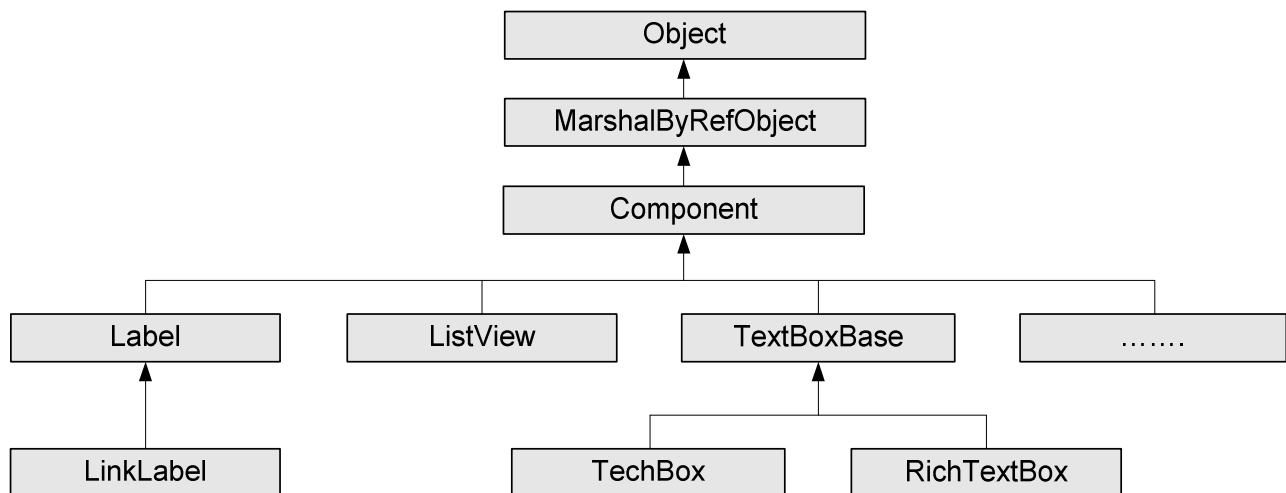 Object
MarshalByRefObject
Component
Label
ListView
TextBoxBase
…….
LinkLabel
TechBox
RichTextBox